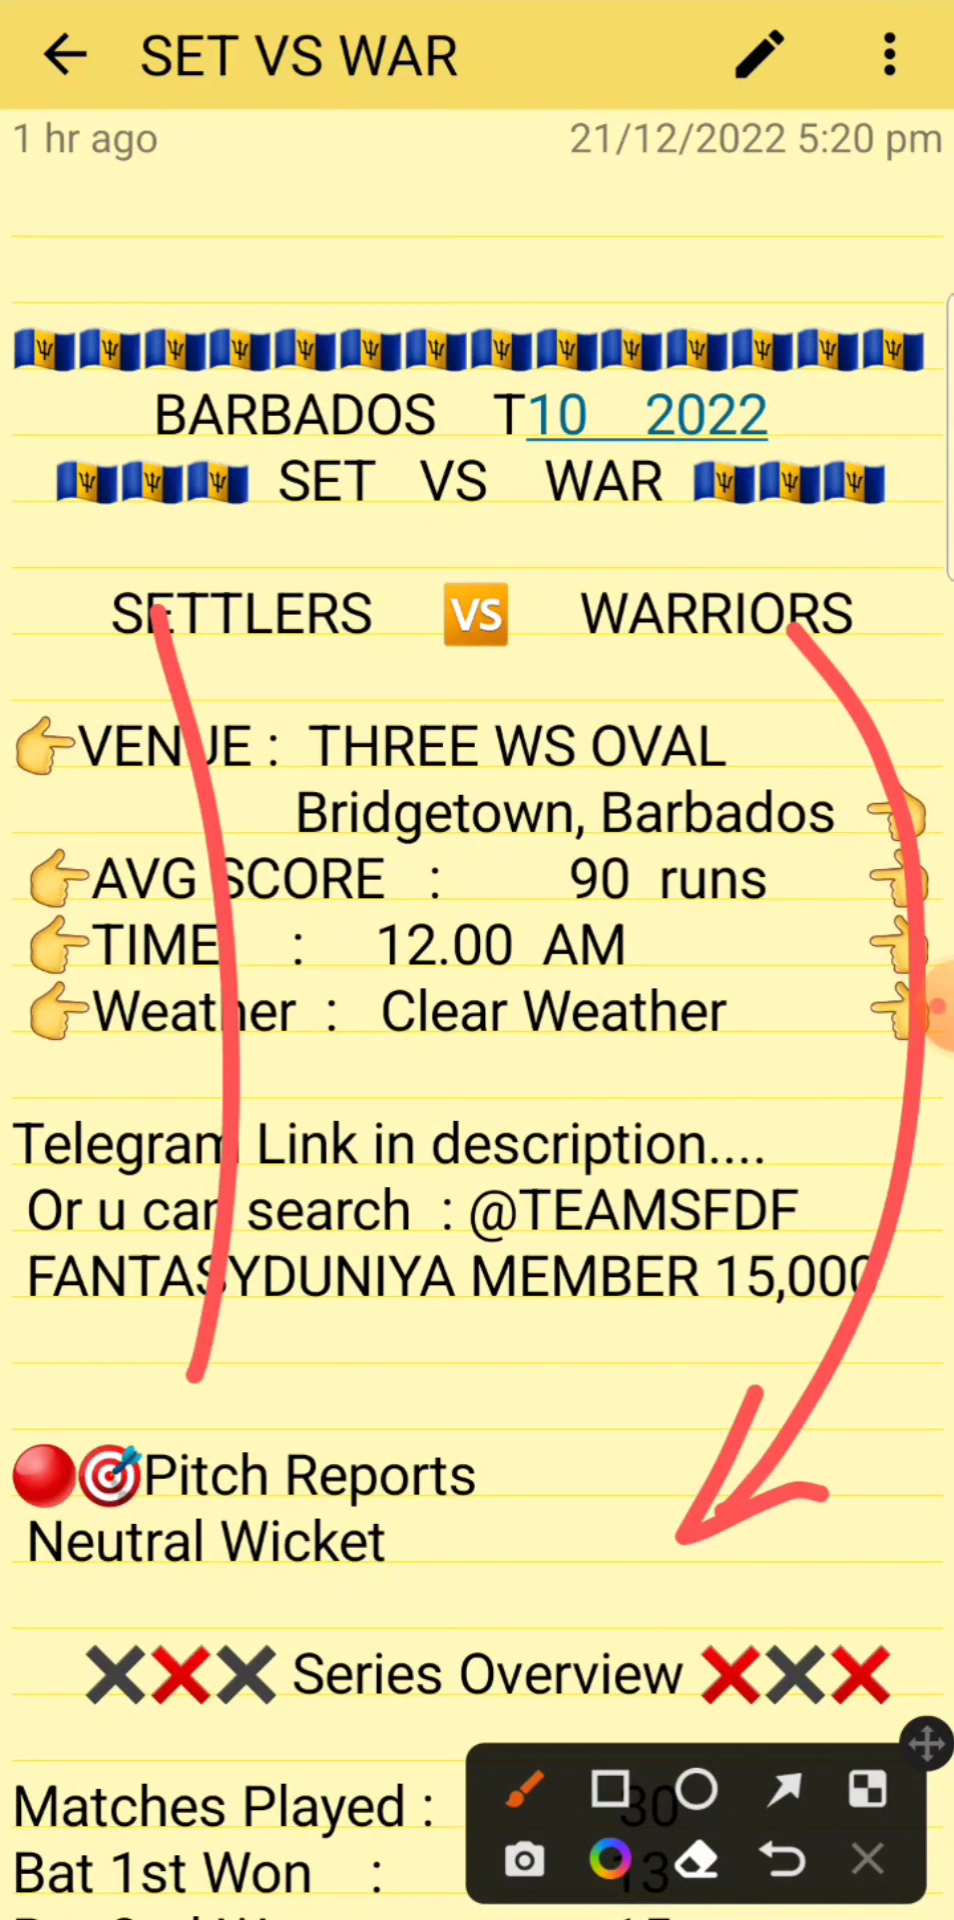 SET VS WAR
1 hr ago 21/12/2022 5:20 pm
BARBADOS T10 2022
SET VS WAR
SETTLERS VS WARRIORS
VENUE : THREE WS OVAL
Bridgetown, Barbados
AVG SCORE : 90 runs
TIME : 12.00 AM
Weather : Clear Weather
Telegram Link in description....
Or u can search : @TEAMSFDF
FANTASYDUNIYA MEMBER 15,000
Pitch Reports
Neutral Wicket
Series Overview
Matches Played : 30
Bat 1st Won : 13